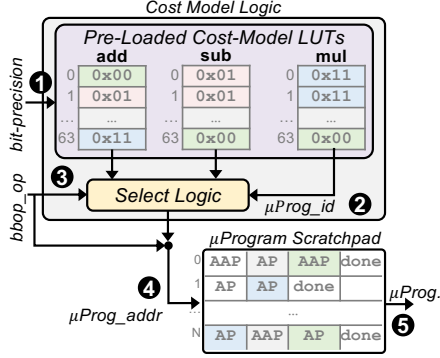 Cost Model Logic
Pre-Loaded Cost-Model LUTs
add sub mul
0 0x00 0 0x01 0 0x11
1 0x01 1 0x01 1 0x11
... ... ... ... ... ...
63 0x11 63 0x00 63 0x00
1
bit-precision
3
bbop_op
Select Logic
μProg_id 2
μProgram Scratchpad
0 AAP AP AAP done
1 AP AP done
... ...
N AP AAP AP done
4
μProg_addr
μProg.
5